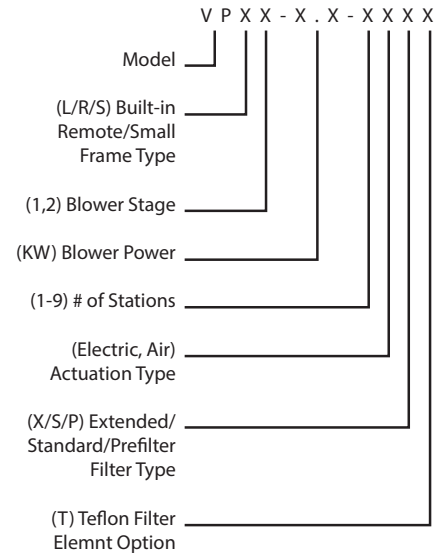 V P X X - X . X - X X X X
Model
(L/R/S) Built-in
Remote/Small
Frame Type
(1,2) Blower Stage
(KW) Blower Power
(1-9) # of Stations
(Electric, Air)
Actuation Type
(X/S/P) Extended/
Standard/Prefilter
Filter Type
(T) Teflon Filter
Elemnt Option